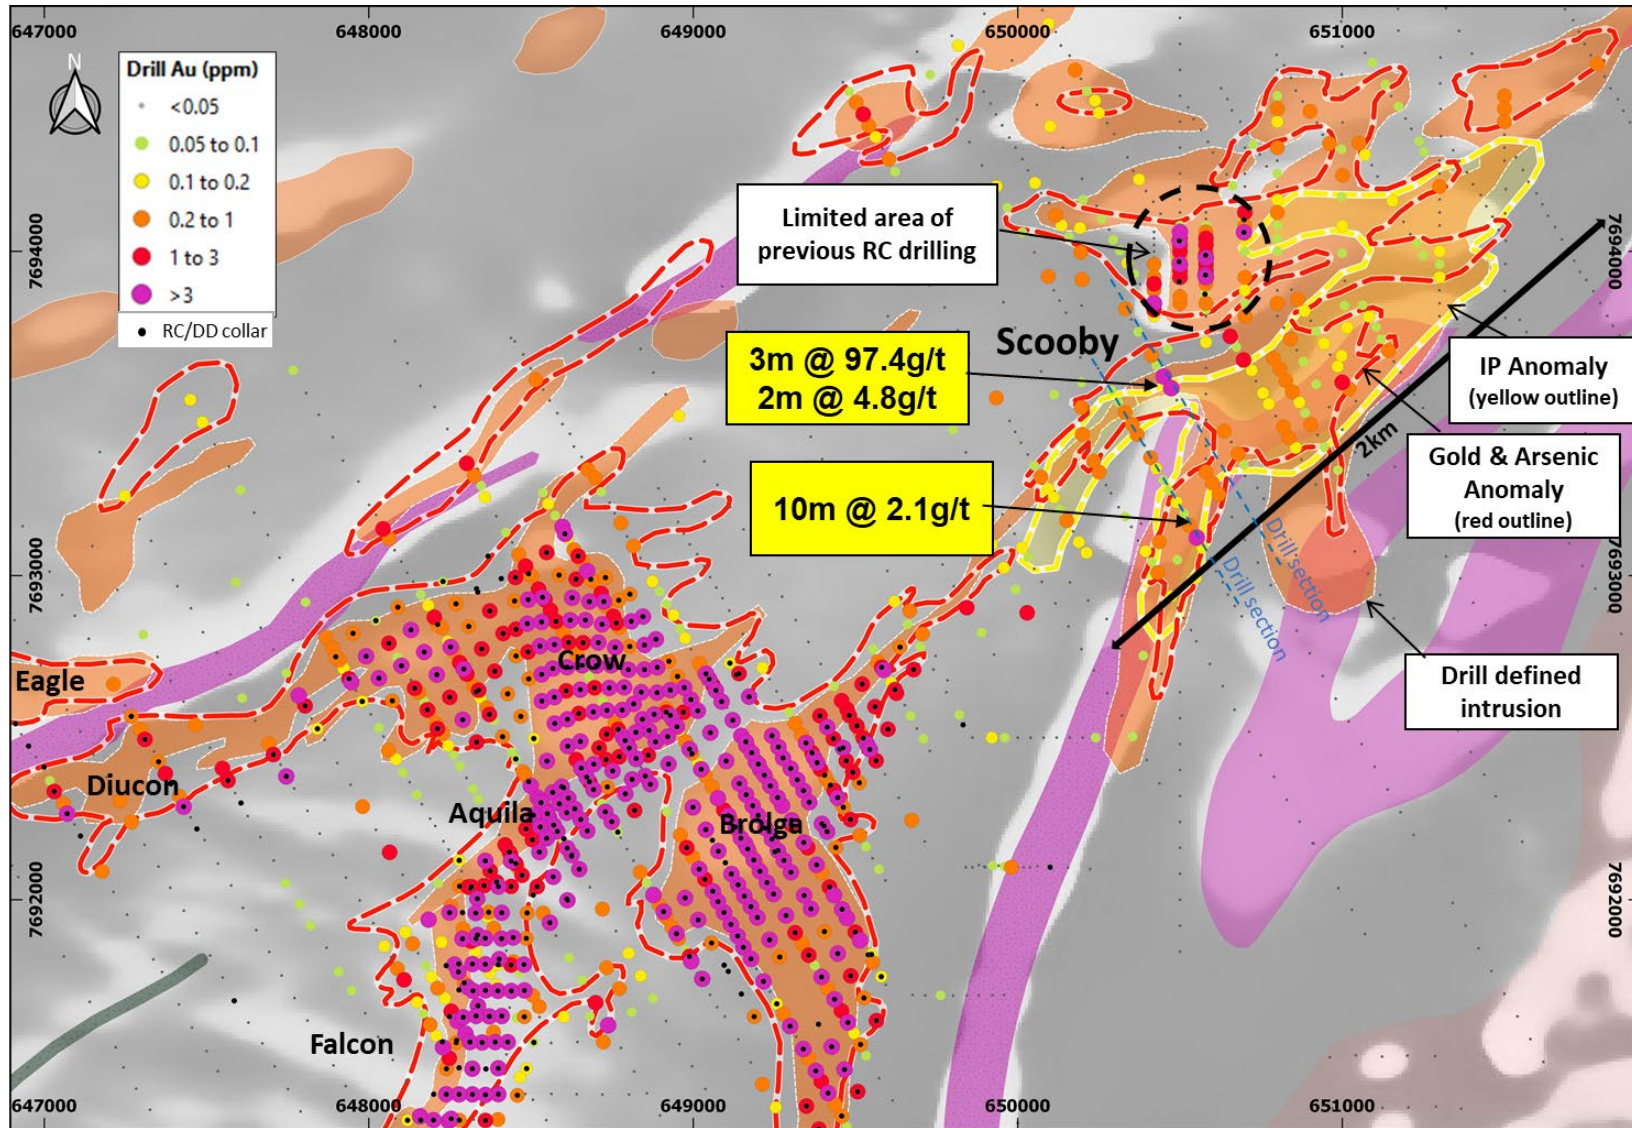 647000
648000
649000
650000
651000
N
Drill Au (ppm)
<0.05
0.05 to 0.1
0.1 to 0.2
0.2 to 1
1 to 3
>3
RC/DD collar
7694000
7694000
Limited area of
previous RC drilling
Scooby
3m @ 97.4g/t
2m @ 4.8g/t
IP Anomaly
(yellow outline)
2km
Gold & Arsenic
Anomaly
(red outline)
10m @ 2.1g/t
Drill section
Drill section
7693000
7693000
Drill defined
intrusion
Eagle
Crow
Diucon
Aquila
Brolga
7692000
7692000
Falcon
647000
648000
649000
650000
651000